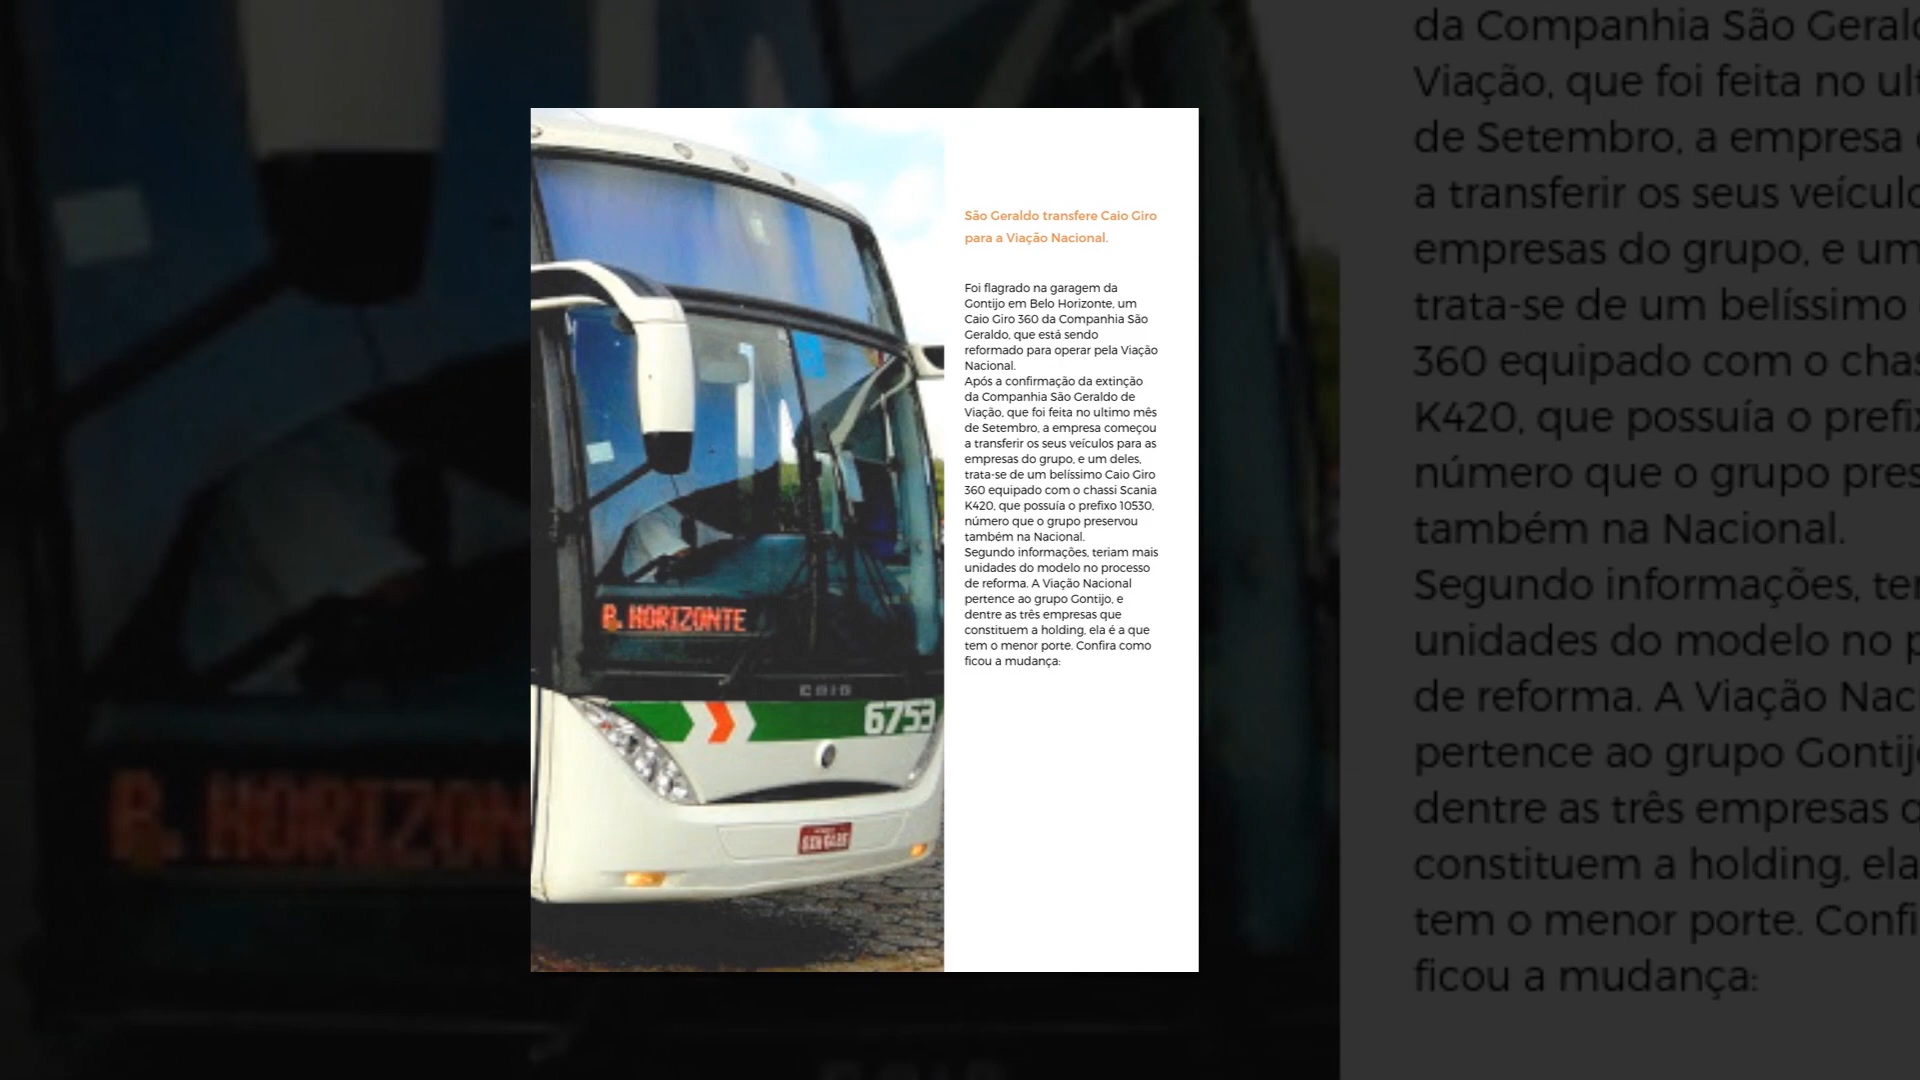 São Geraldo transfere Caio Giro
para a Viação Nacional.
Foi flagrado na garagem da
Gontijo em Belo Horizonte, um
Caio Giro 360 da Companhia São
Geraldo, que está sendo
reformado para operar pela Viação
Nacional.
Após a confirmação da extinção
da Companhia São Geraldo de
Viação, que foi feita no ultimo mês
de Setembro, a empresa começou
a transferir os seus veículos para as
empresas do grupo, e um deles,
trata-se de um belíssimo Caio Giro
360 equipado com o chassi Scania
K420, que possuía o prefixo 10530,
número que o grupo preservou
também na Nacional.
Segundo informações, teriam mais
unidades do modelo no processo
de reforma. A Viação Nacional
pertence ao grupo Gontijo, e
dentre as três empresas que
constituem a holding, ela é a que
tem o menor porte. Confira como
ficou a mudança:
B. HORIZONTE
CAIO
6753
da Companhia São Gerald
Viação, que foi feita no ult
de Setembro, a empresa
a transferir os seus veículo
empresas do grupo, e um
trata-se de um belíssimo
360 equipado com o chas
K420, que possuía o prefix
número que o grupo pres
também na Nacional.
Segundo informações, ter
unidades do modelo no p
de reforma. A Viação Nac
pertence ao grupo Gontij
dentre as três empresas q
constituem a holding, ela
tem o menor porte. Confi
ficou a mudança:
B. HORIZON